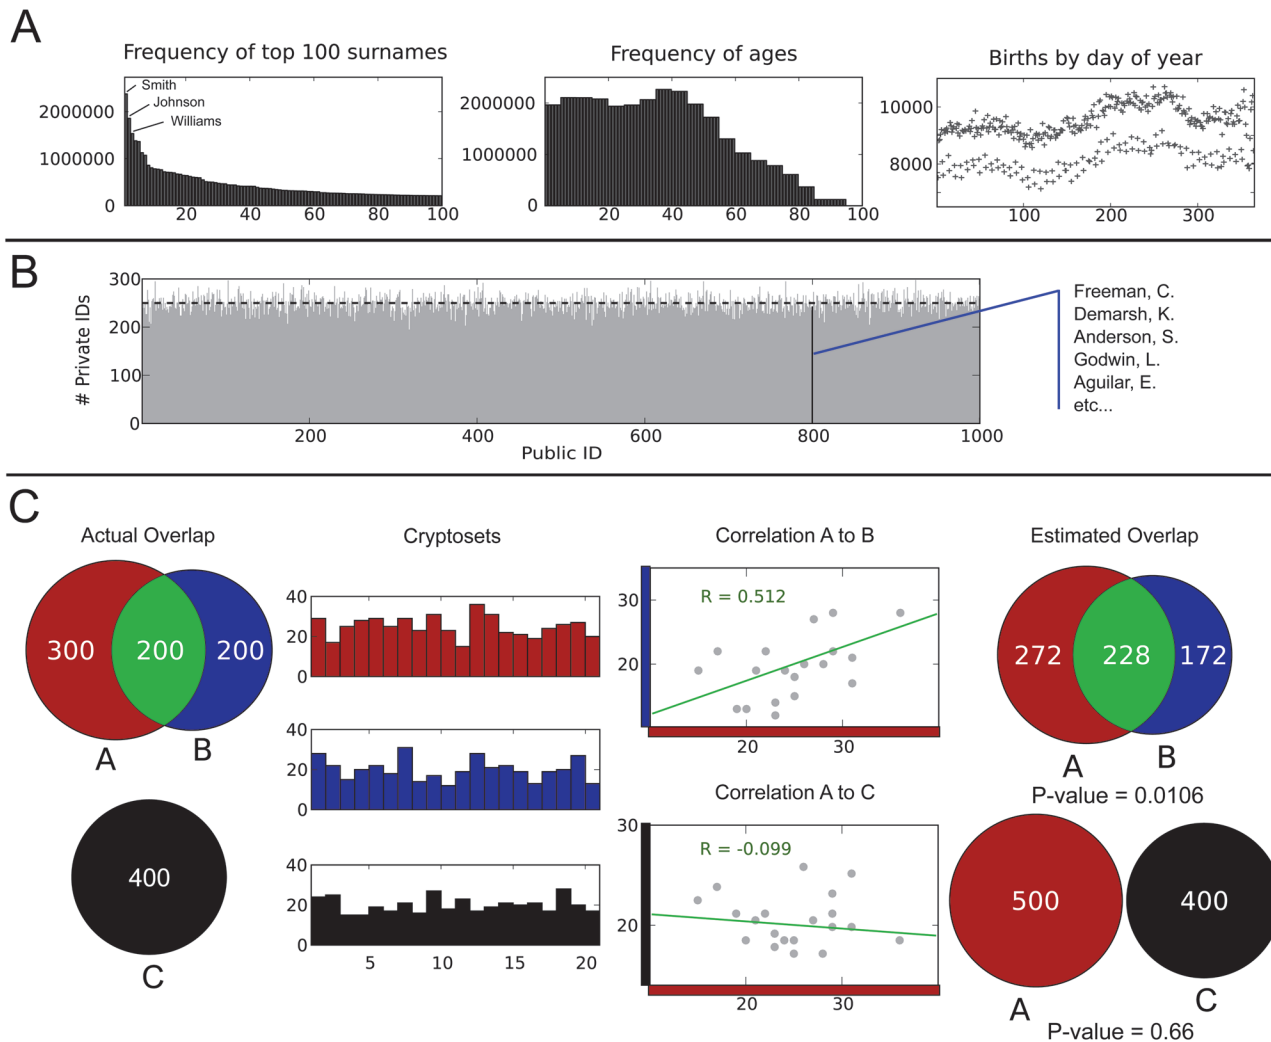 A
Frequency of top 100 surnames
Smith
Johnson
Williams
2000000
1000000
0
20 40 60 80 100
Frequency of ages
2000000
1000000
0
20 40 60 80 100
Births by day of year
10000
8000
100 200 300
B
# Private IDs
300
200
100
0
200 400 600 800 1000
Public ID
Freeman, C.
Demarsh, K.
Anderson, S.
Godwin, L.
Aguilar, E.
etc...
C
Actual Overlap
300 200 200
A B
400
C
Cryptosets
40
20
0
40
20
0
40
20
0
5 10 15 20
Correlation A to B
R = 0.512
30
20
20 30
Correlation A to C
R = -0.099
30
20
20 30
Estimated Overlap
272 228 172
A B
P-value = 0.0106
500 400
A C
P-value = 0.66